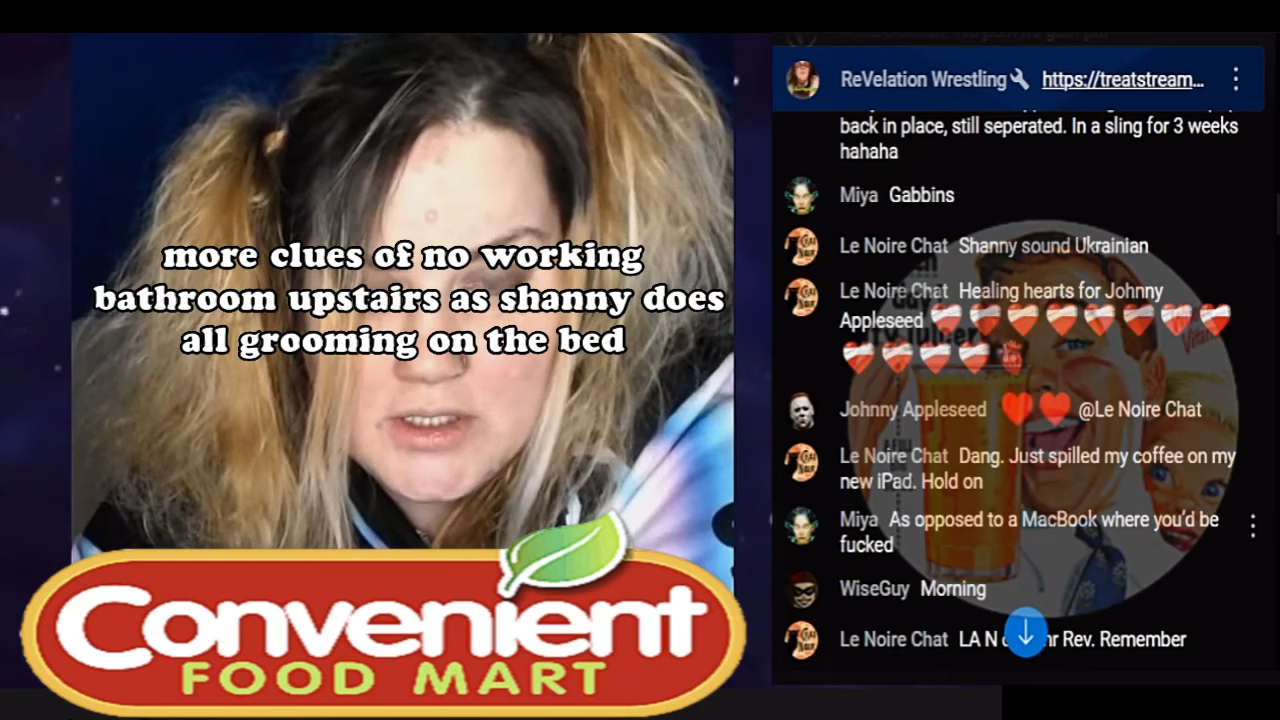 more clues of no working
bathroom upstairs as shanny does
all grooming on the bed
Convenient
FOOD MART
ReVelation Wrestling https://treatstream...
back in place, still seperated. In a sling for 3 weeks
hahaha
Miya Gabbins
Le Noire Chat Shanny sound Ukrainian
Le Noire Chat Healing hearts for Johnny
Appleseed ❤️‍🩹❤️‍🩹❤️‍🩹❤️‍🩹❤️‍🩹❤️‍🩹❤️‍🩹❤️‍🩹
❤️‍🩹❤️‍🩹❤️‍🩹❤️‍🩹
Johnny Appleseed ❤️❤️ @Le Noire Chat
Le Noire Chat Dang. Just spilled my coffee on my
new iPad. Hold on
Miya As opposed to a MacBook where you'd be
fucked
WiseGuy Morning
Le Noire Chat LA N Rev. Remember